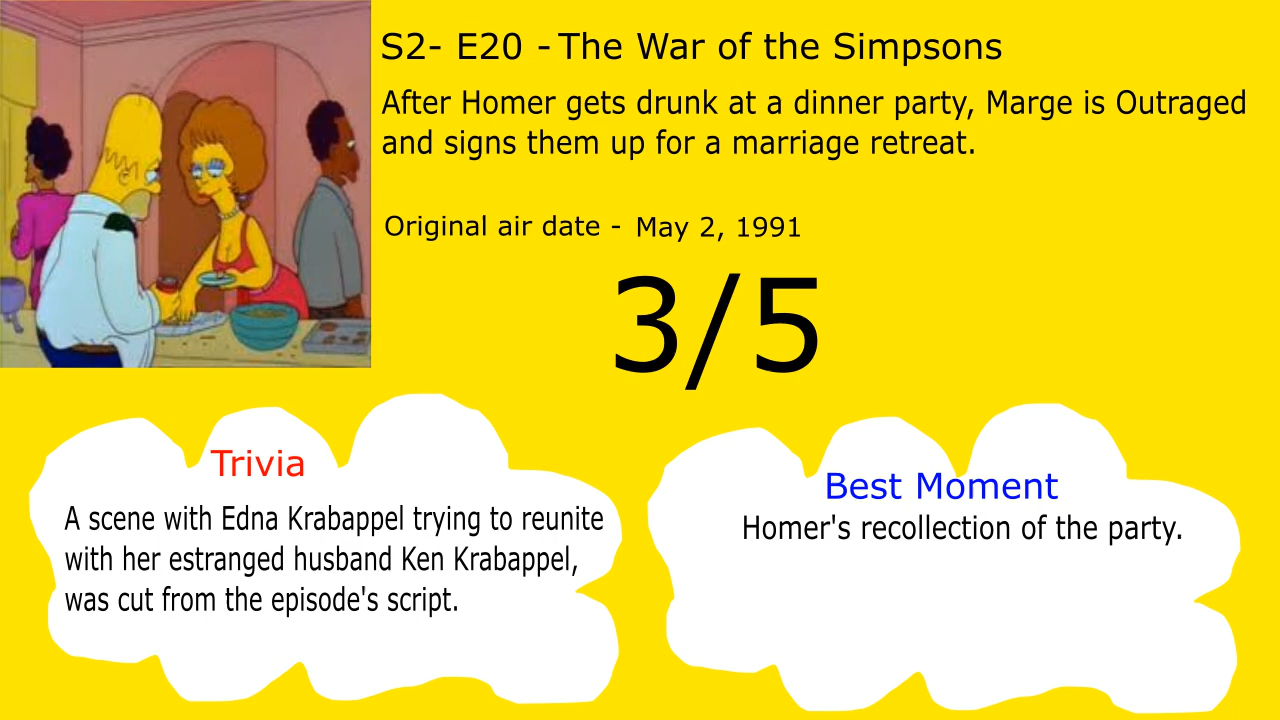 S2- E20 - The War of the Simpsons
After Homer gets drunk at a dinner party, Marge is Outraged
and signs them up for a marriage retreat.
Original air date - May 2, 1991
3/5
Trivia
A scene with Edna Krabappel trying to reunite
with her estranged husband Ken Krabappel,
was cut from the episode's script.
Best Moment
Homer's recollection of the party.